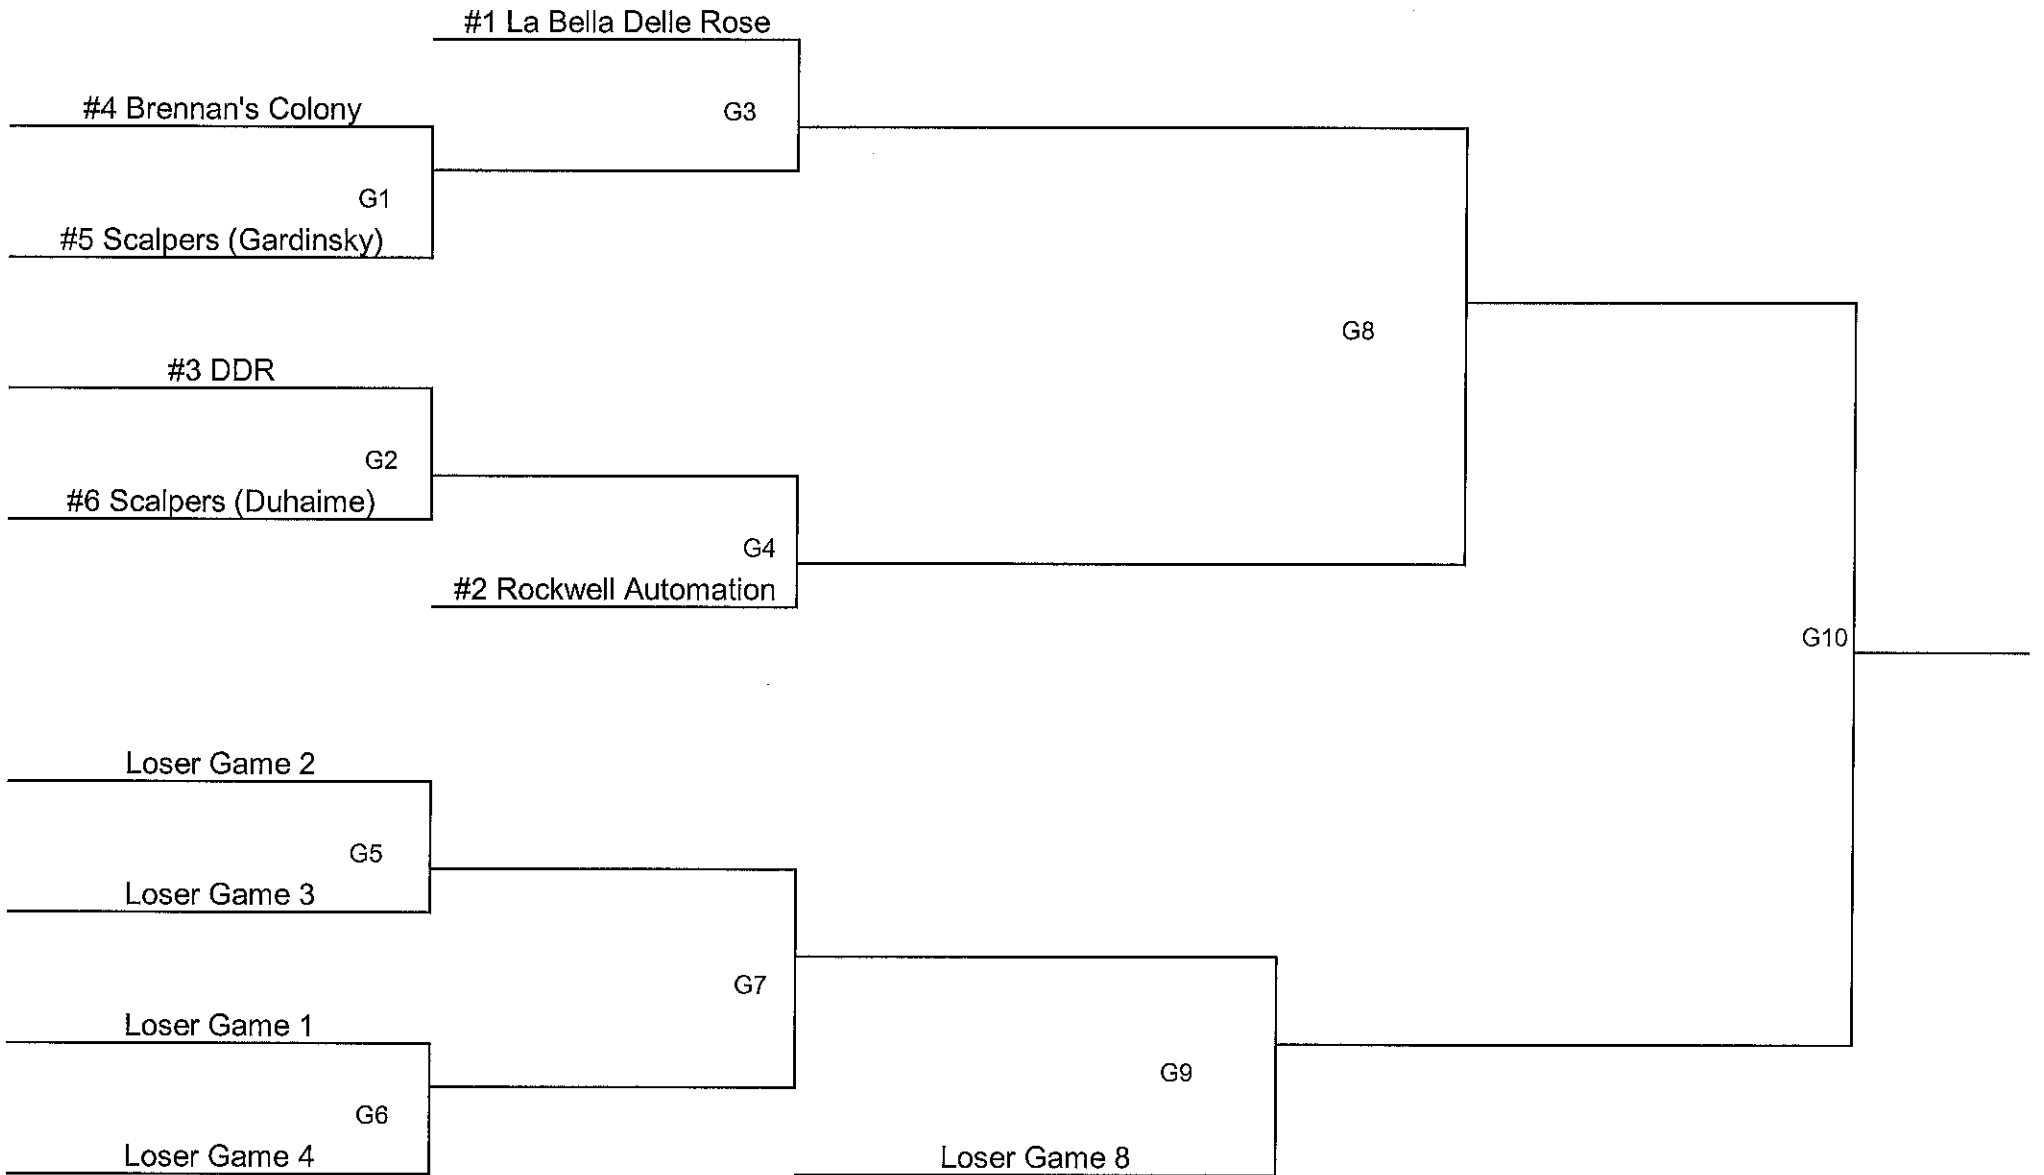 #1 La Bella Delle Rose
#4 Brennan's Colony
G3
G1
#5 Scalpers (Gardinsky)
G8
#3 DDR
G2
#6 Scalpers (Duhaime)
G4
#2 Rockwell Automation
G10
Loser Game 2
G5
Loser Game 3
G7
Loser Game 1
G9
G6
Loser Game 4
Loser Game 8